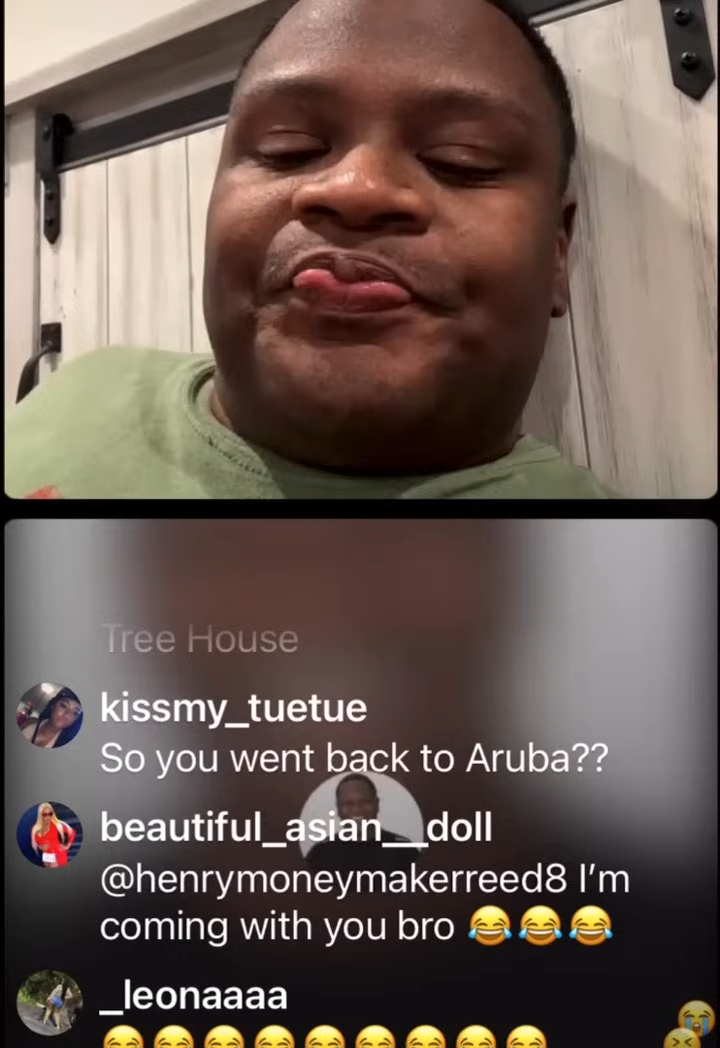 Tree House
kissmy_tuetue
So you went back to Aruba??
beautiful_asian__doll
@henrymoneymakerreed8 I'm
coming with you bro 😂😂😂
_leonaaaa
😂😂😂😂😂😂😂😂😂